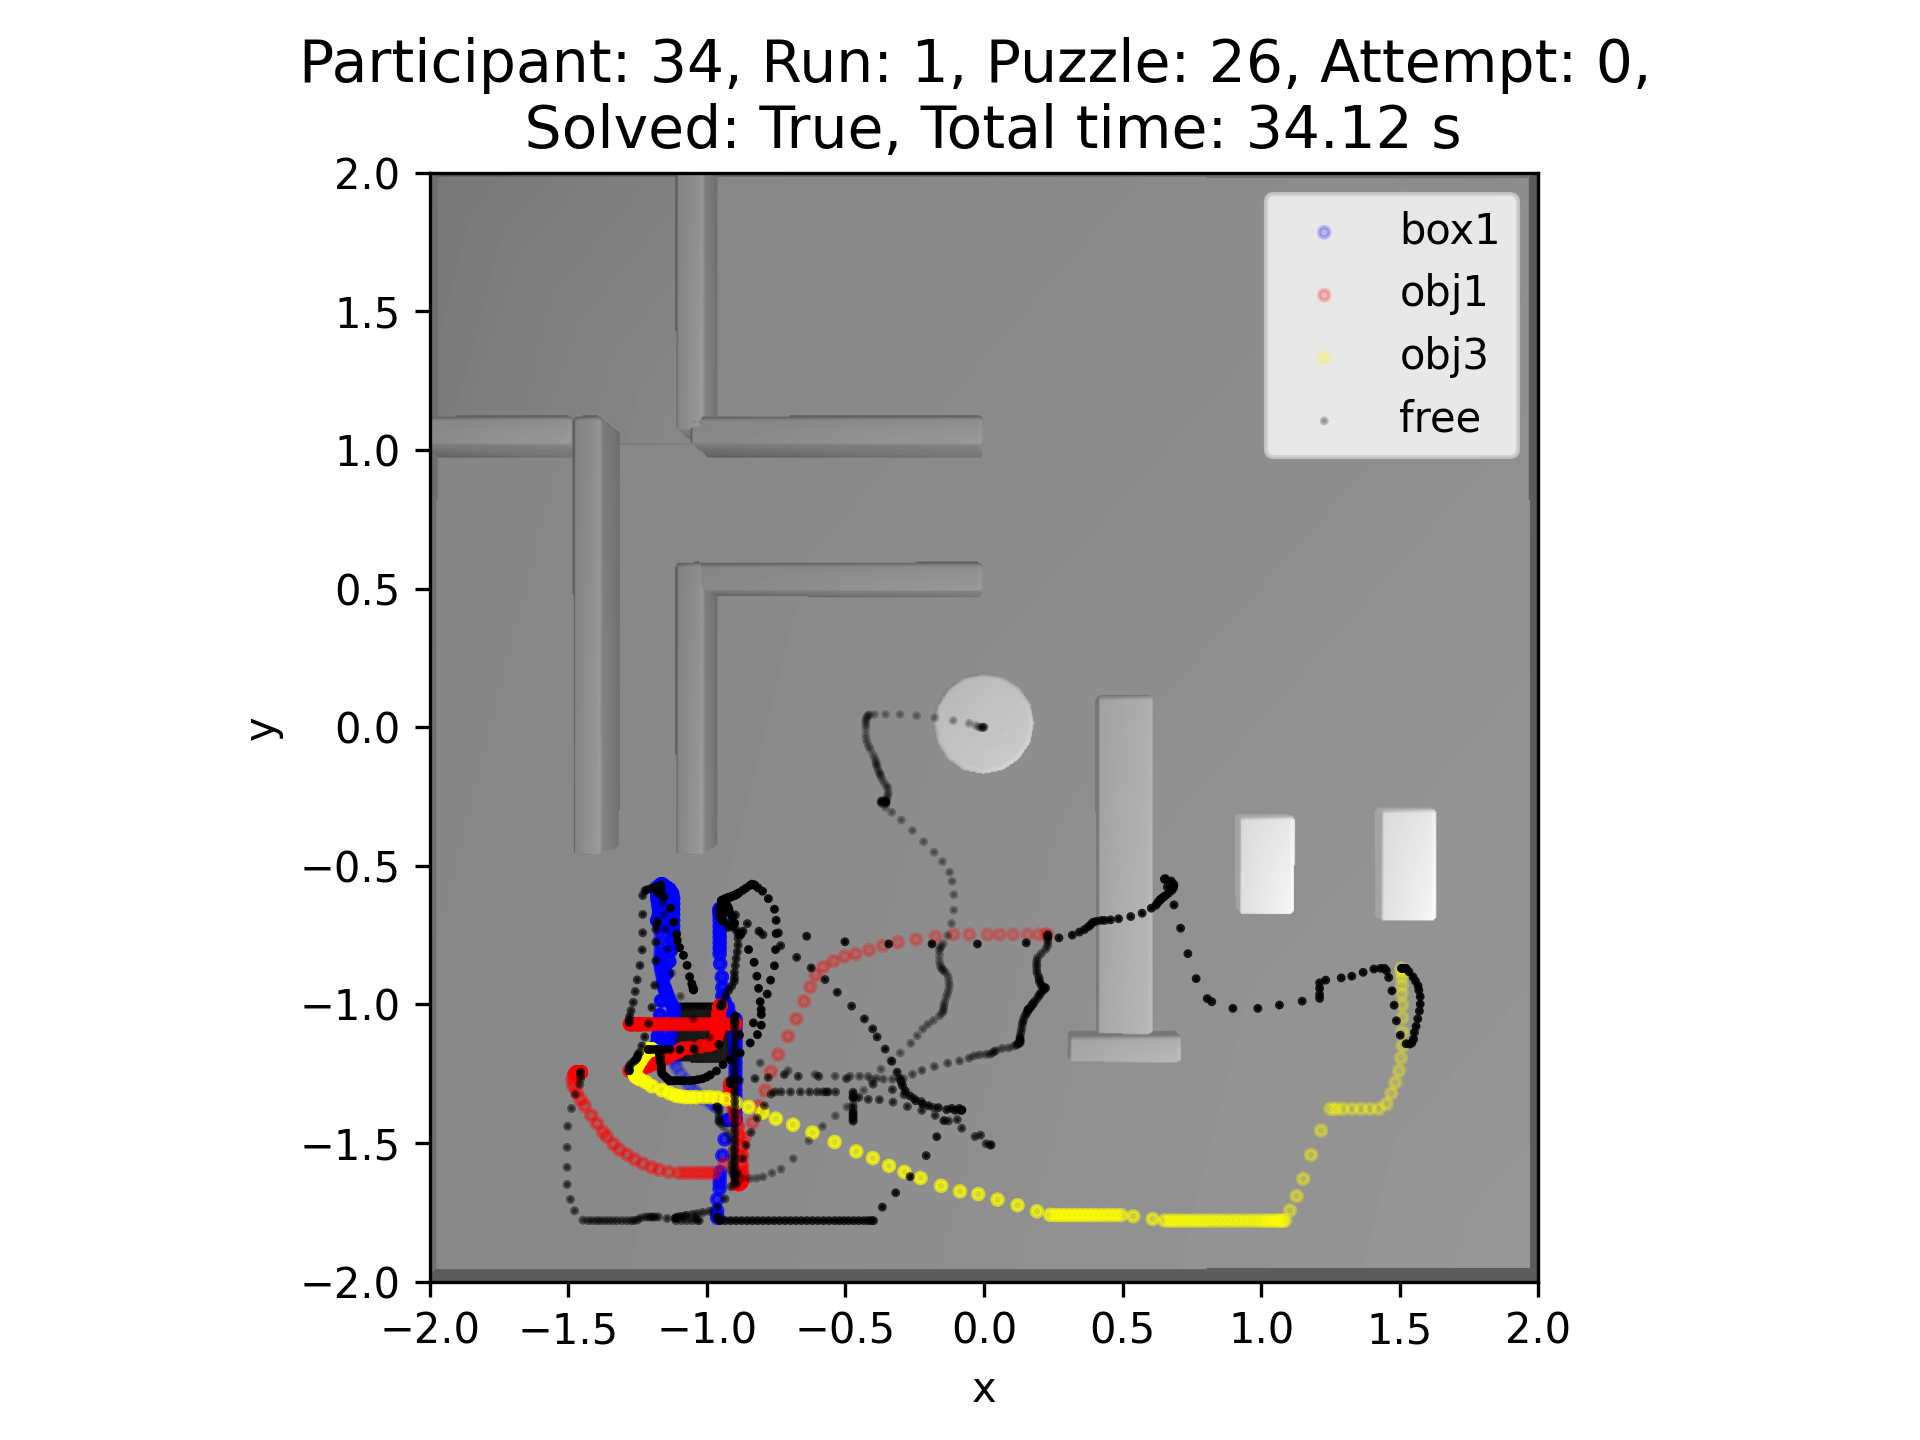 Participant: 34, Run: 1, Puzzle: 26, Attempt: 0,
Solved: True, Total time: 34.12 s
box1
obj1
obj3
free
2.0
1.5
1.0
0.5
0.0
−0.5
−1.0
−1.5
−2.0
y
−2.0 −1.5 −1.0 −0.5 0.0 0.5 1.0 1.5 2.0
x